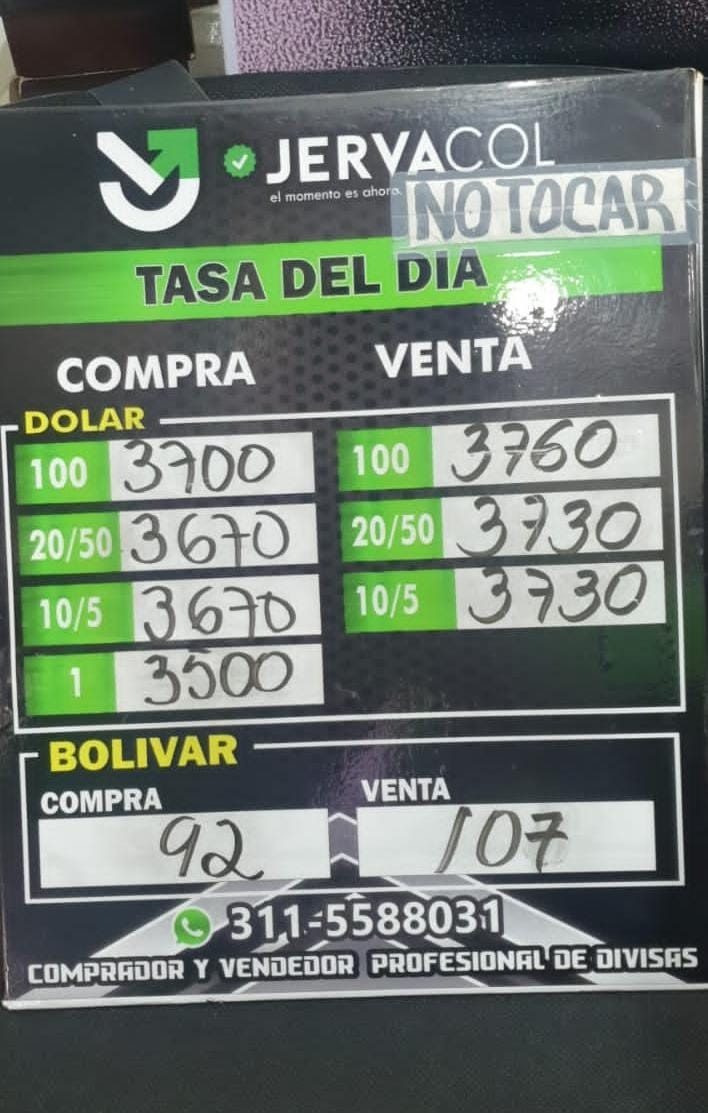 JERVACOL
el momento es ahora.
NO TOCAR
TASA DEL DIA
COMPRA VENTA
DOLAR
100 3700 100 3760
20/50 3670 20/50 3730
10/5 3670 10/5 3730
1 3500
BOLIVAR
COMPRA VENTA
92 107
311-5588031
COMPRADOR Y VENDEDOR PROFESIONAL DE DIVISAS